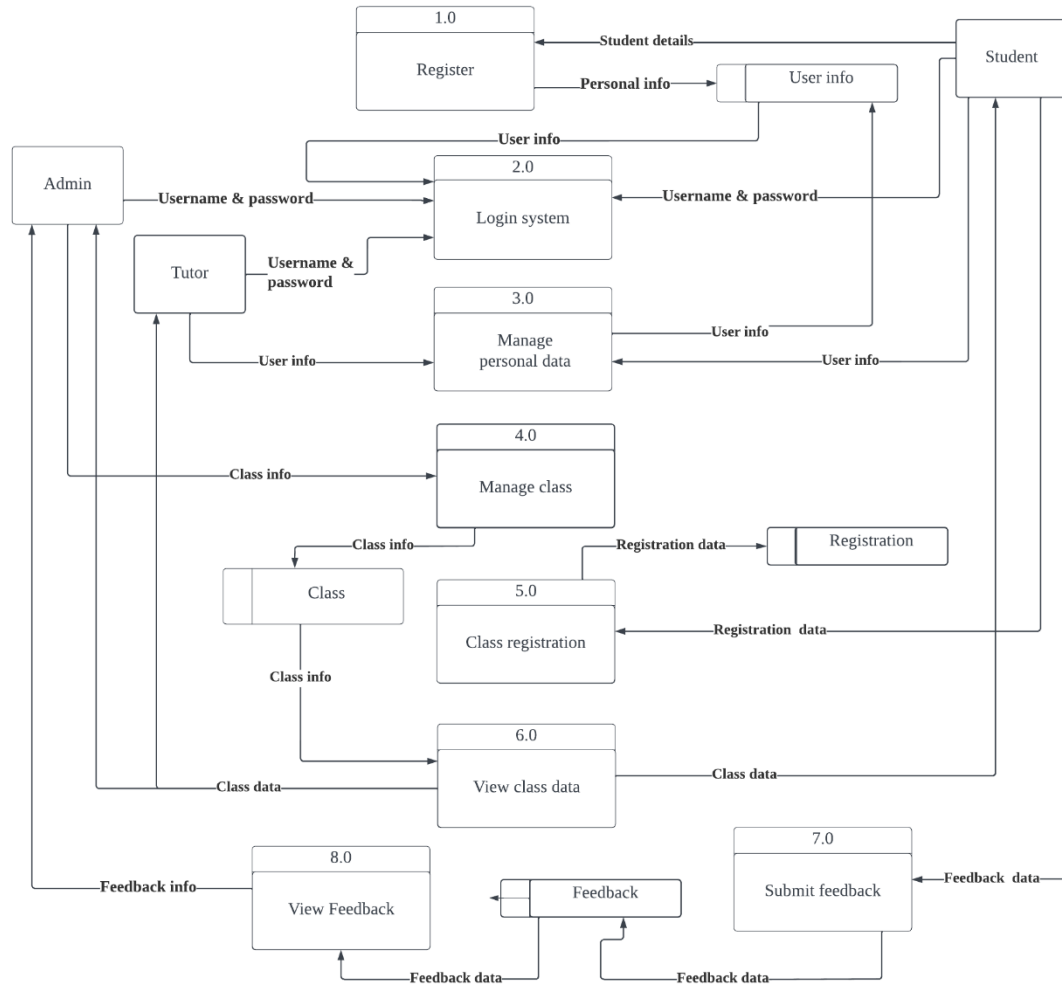 1.0
Student details
Register
Student
User info
Personal info
User info
Admin
2.0
Username & password
Username & password
Login system
Username &
password
Tutor
3.0
Manage
personal data
User info
User info
User info
4.0
Class info
Manage class
Class info
Registration data
Registration
Class
5.0
Class registration
Registration  data
Class info
6.0
View class data
Class data
Class data
7.0
8.0
Feedback info
View Feedback
Feedback
Submit feedback
Feedback  data
Feedback data
Feedback data